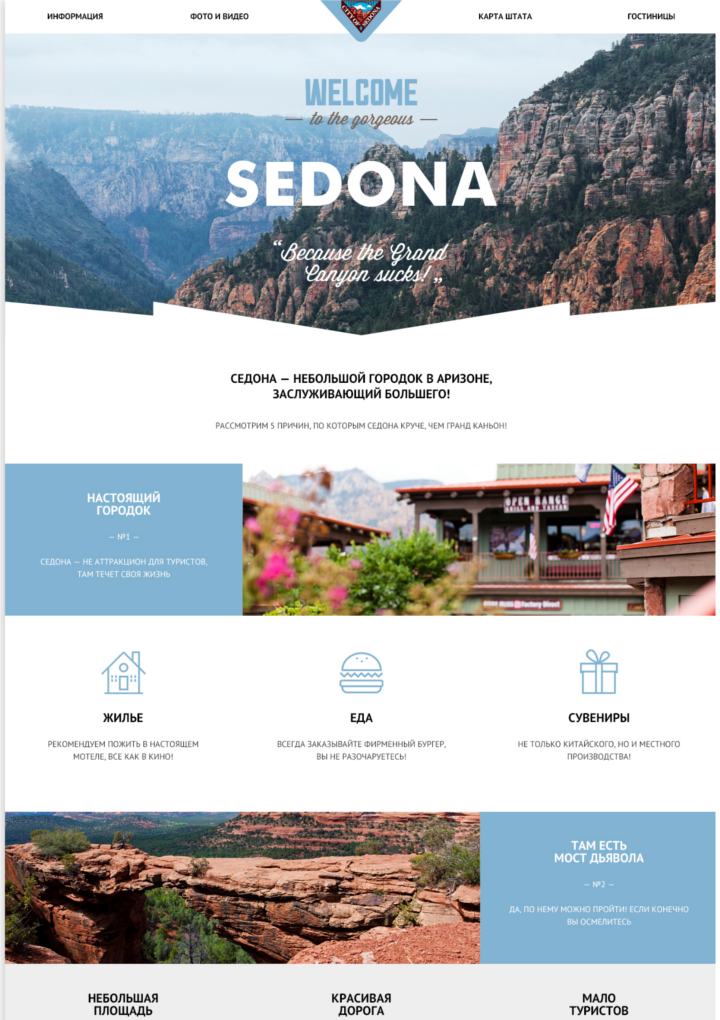 ИНФОРМАЦИЯ
ФОТО И ВИДЕО
SEDONA
КАРТА ШТАТА
ГОСТИНИЦЫ
WELCOME
— to the gorgeous —
SEDONA
“Because the Grand
Canyon sucks!„
СЕДОНА — НЕБОЛЬШОЙ ГОРОДОК В АРИЗОНЕ,
ЗАСЛУЖИВАЮЩИЙ БОЛЬШЕГО!
РАССМОТРИМ 5 ПРИЧИН, ПО КОТОРЫМ СЕДОНА КРУЧЕ, ЧЕМ ГРАНД КАНЬОН!
НАСТОЯЩИЙ
ГОРОДОК
— №1 —
СЕДОНА — НЕ АТТРАКЦИОН ДЛЯ ТУРИСТОВ,
ТАМ ТЕЧЕТ СВОЯ ЖИЗНЬ
OPEN RANGE
GRILL AND TAVERN
Factory Direct
ЖИЛЬЕ
ЕДА
СУВЕНИРЫ
РЕКОМЕНДУЕМ ПОЖИТЬ В НАСТОЯЩЕМ
МОТЕЛЕ, ВСЕ КАК В КИНО!
ВСЕГДА ЗАКАЗЫВАЙТЕ ФИРМЕННЫЙ БУРГЕР,
ВЫ НЕ РАЗОЧАРУЕТЕСЬ!
НЕ ТОЛЬКО КИТАЙСКОГО, НО И МЕСТНОГО
ПРОИЗВОДСТВА!
ТАМ ЕСТЬ
МОСТ ДЬЯВОЛА
— №2 —
ДА, ПО НЕМУ МОЖНО ПРОЙТИ! ЕСЛИ КОНЕЧНО
ВЫ ОСМЕЛИТЕСЬ
НЕБОЛЬШАЯ
ПЛОЩАДЬ
КРАСИВАЯ
ДОРОГА
МАЛО
ТУРИСТОВ